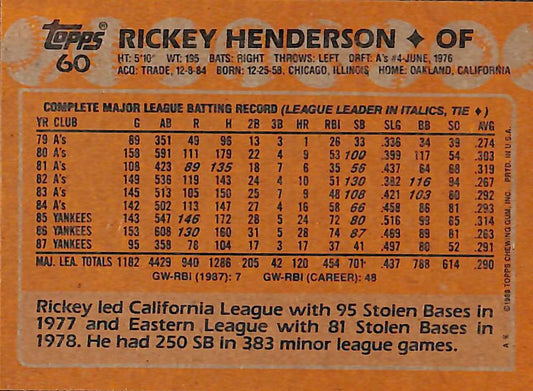 Topps RICKEY HENDERSON ✦ OF
60 HT: 5'10" WT: 195 BATS: RIGHT THROWS: LEFT DRFT: A's #4-JUNE, 1976
ACQ: TRADE, 12-8-84 BORN: 12-25-58, CHICAGO, ILLINOIS HOME: OAKLAND, CALIFORNIA
COMPLETE MAJOR LEAGUE BATTING RECORD (LEAGUE LEADER IN ITALICS, TIE ✦)
YR CLUB G AB R H 2B 3B HR RBI SB SLG BB SO AVG
79 A's 89 351 49 96 13 3 1 26 33 .336 34 39 .274
80 A's 158 591 111 179 22 4 9 53 100 .399 117 54 .303
81 A's 108 423 89 135 18 7 6 35 56 .437 64 68 .319
82 A's 149 536 119 143 24 4 10 51 130 .382 116 94 .267
83 A's 145 513 105 150 25 7 9 48 108 .421 103 80 .292
84 A's 142 502 113 147 27 4 16 58 66 .458 86 81 .293
85 YANKEES 143 547 146 172 28 5 24 72 80 .516 99 65 .314
86 YANKEES 153 608 130 160 31 5 28 74 87 .469 89 81 .263
87 YANKEES 95 358 78 104 17 3 17 37 41 .497 80 52 .291
MAJ. LEA. TOTALS 1182 4429 940 1286 205 42 120 454 701 .437 788 614 .290
GW-RBI (1987): 7 GW-RBI (CAREER): 48
Rickey led California League with 95 Stolen Bases in
1977 and Eastern League with 81 Stolen Bases in
1978. He had 250 SB in 383 minor league games.
©1988 TOPPS CHEWING GUM, INC. PRTD. IN U.S.A.